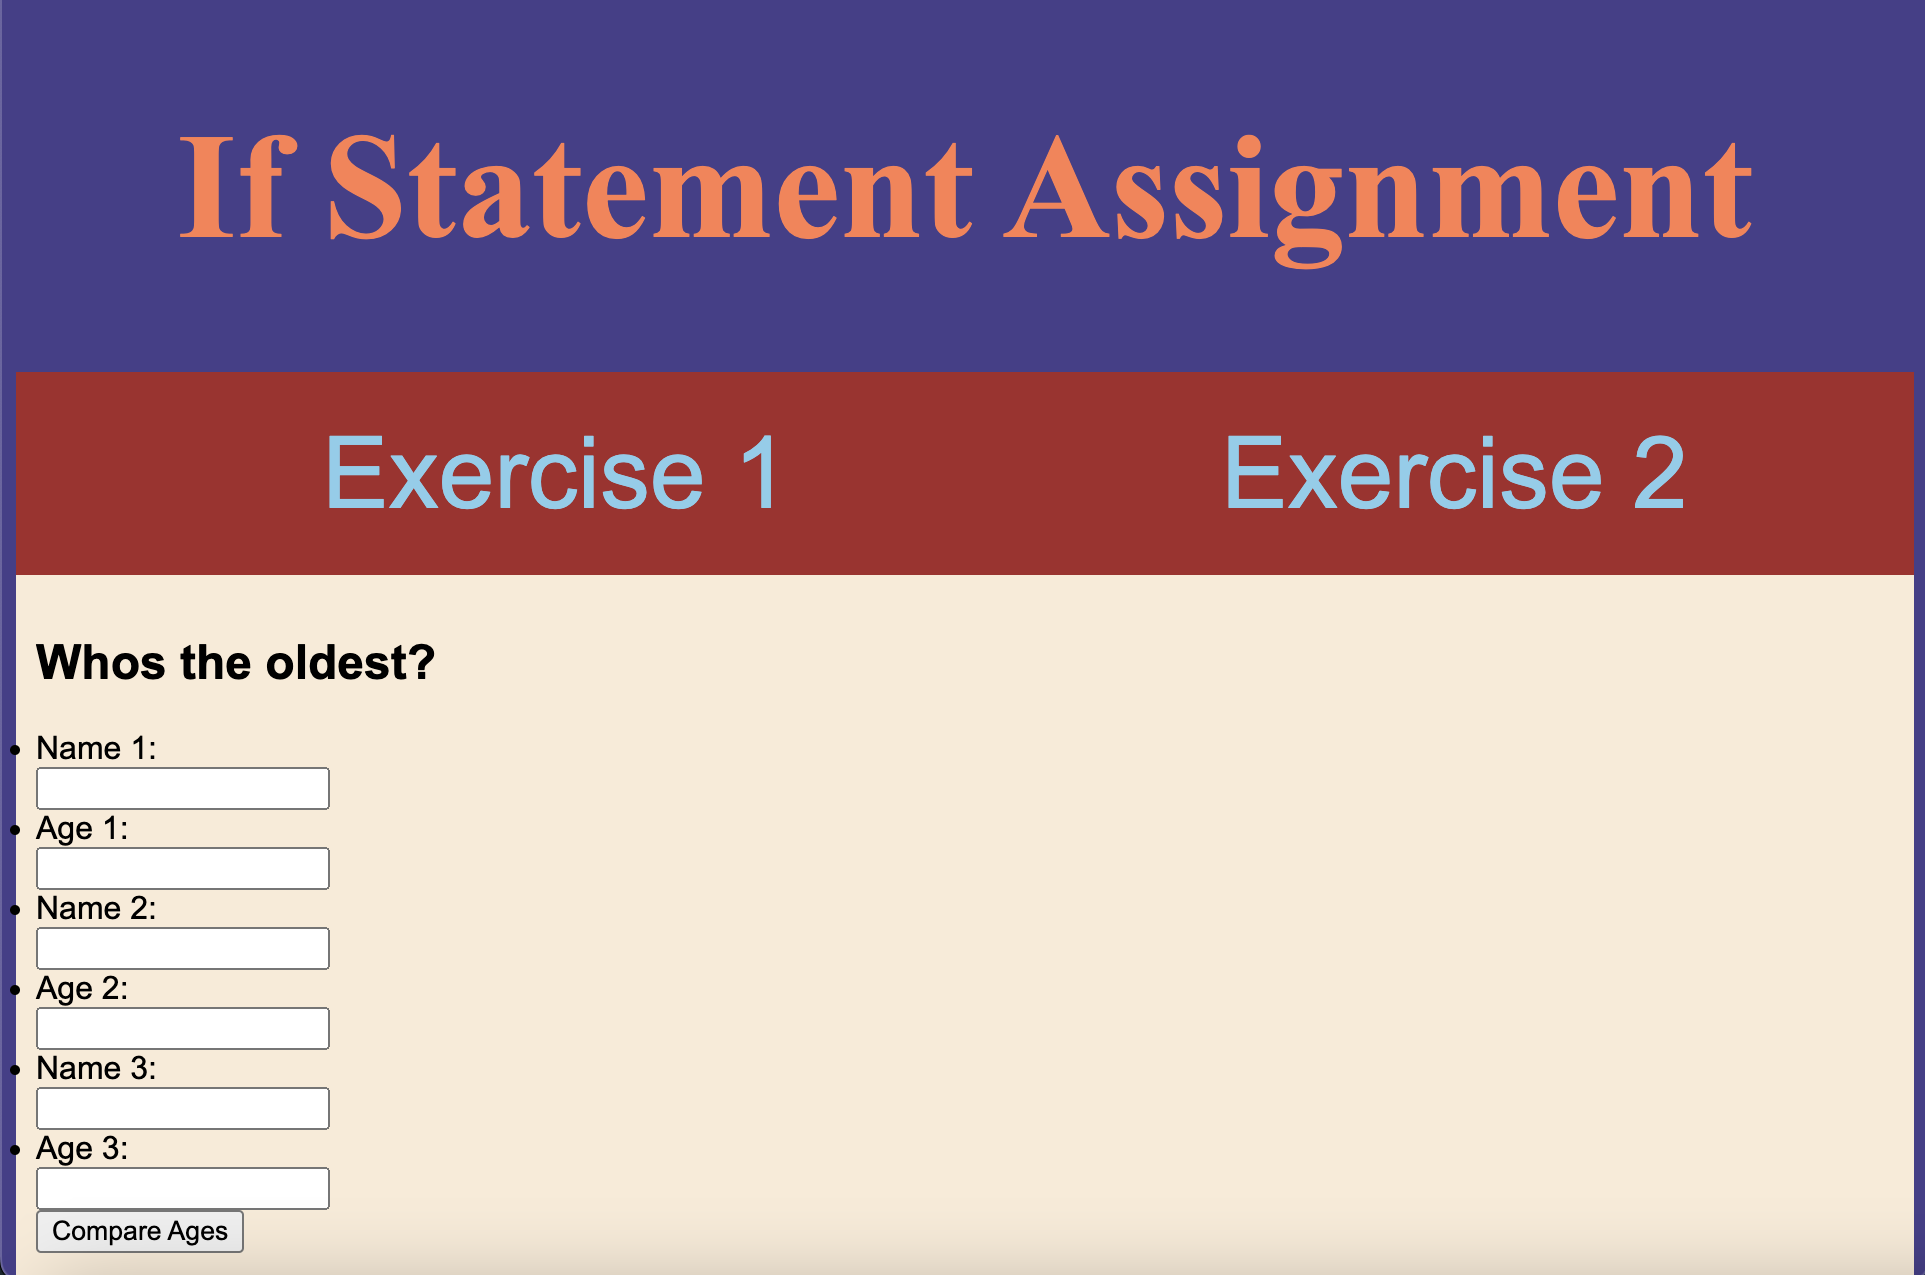 If Statement Assignment
Exercise 1 Exercise 2
Whos the oldest?
Name 1:
Age 1:
Name 2:
Age 2:
Name 3:
Age 3:
Compare Ages